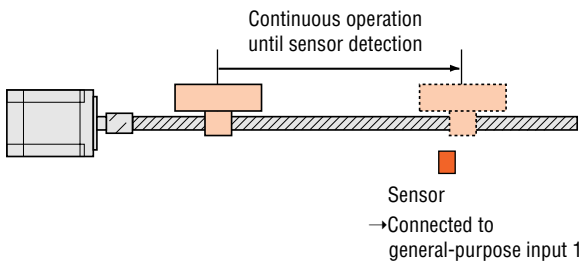 Continuous operation
until sensor detection
Sensor
→Connected to
general-purpose input 1